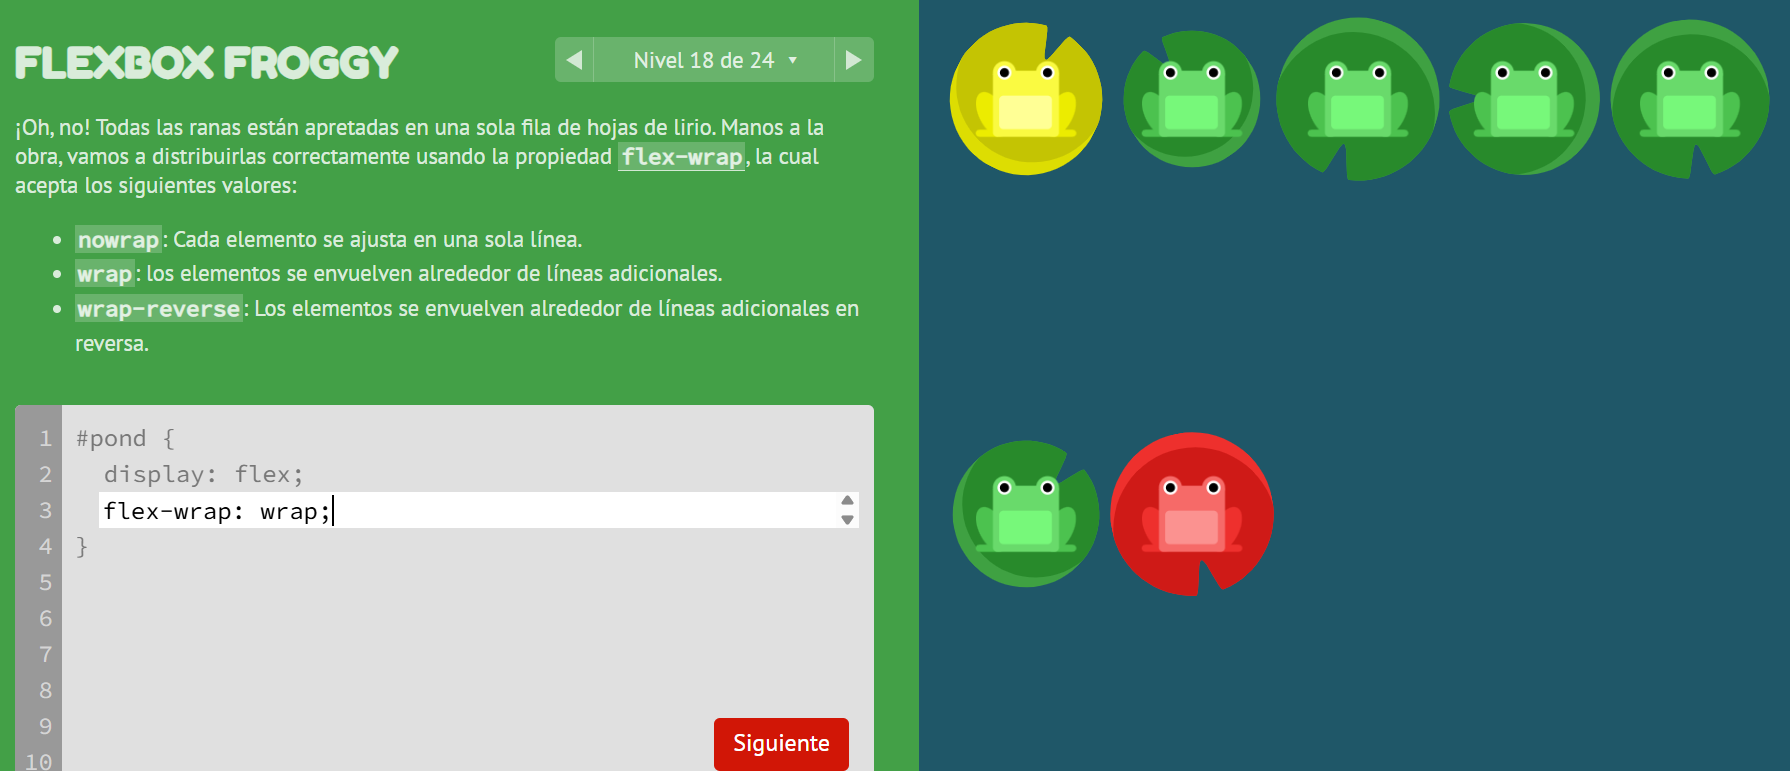 FLEXBOX FROGGY
◀ Nivel 18 de 24 ▾ ▶
¡Oh, no! Todas las ranas están apretadas en una sola fila de hojas de lirio. Manos a la
obra, vamos a distribuirlas correctamente usando la propiedad flex-wrap, la cual
acepta los siguientes valores:
• nowrap: Cada elemento se ajusta en una sola línea.
• wrap: los elementos se envuelven alrededor de líneas adicionales.
• wrap-reverse: Los elementos se envuelven alrededor de líneas adicionales en
reversa.
1 #pond {
2 display: flex;
3 flex-wrap: wrap;
4 }
5
6
7
8
9
10
Siguiente